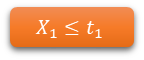 X₁ ≤ t₁